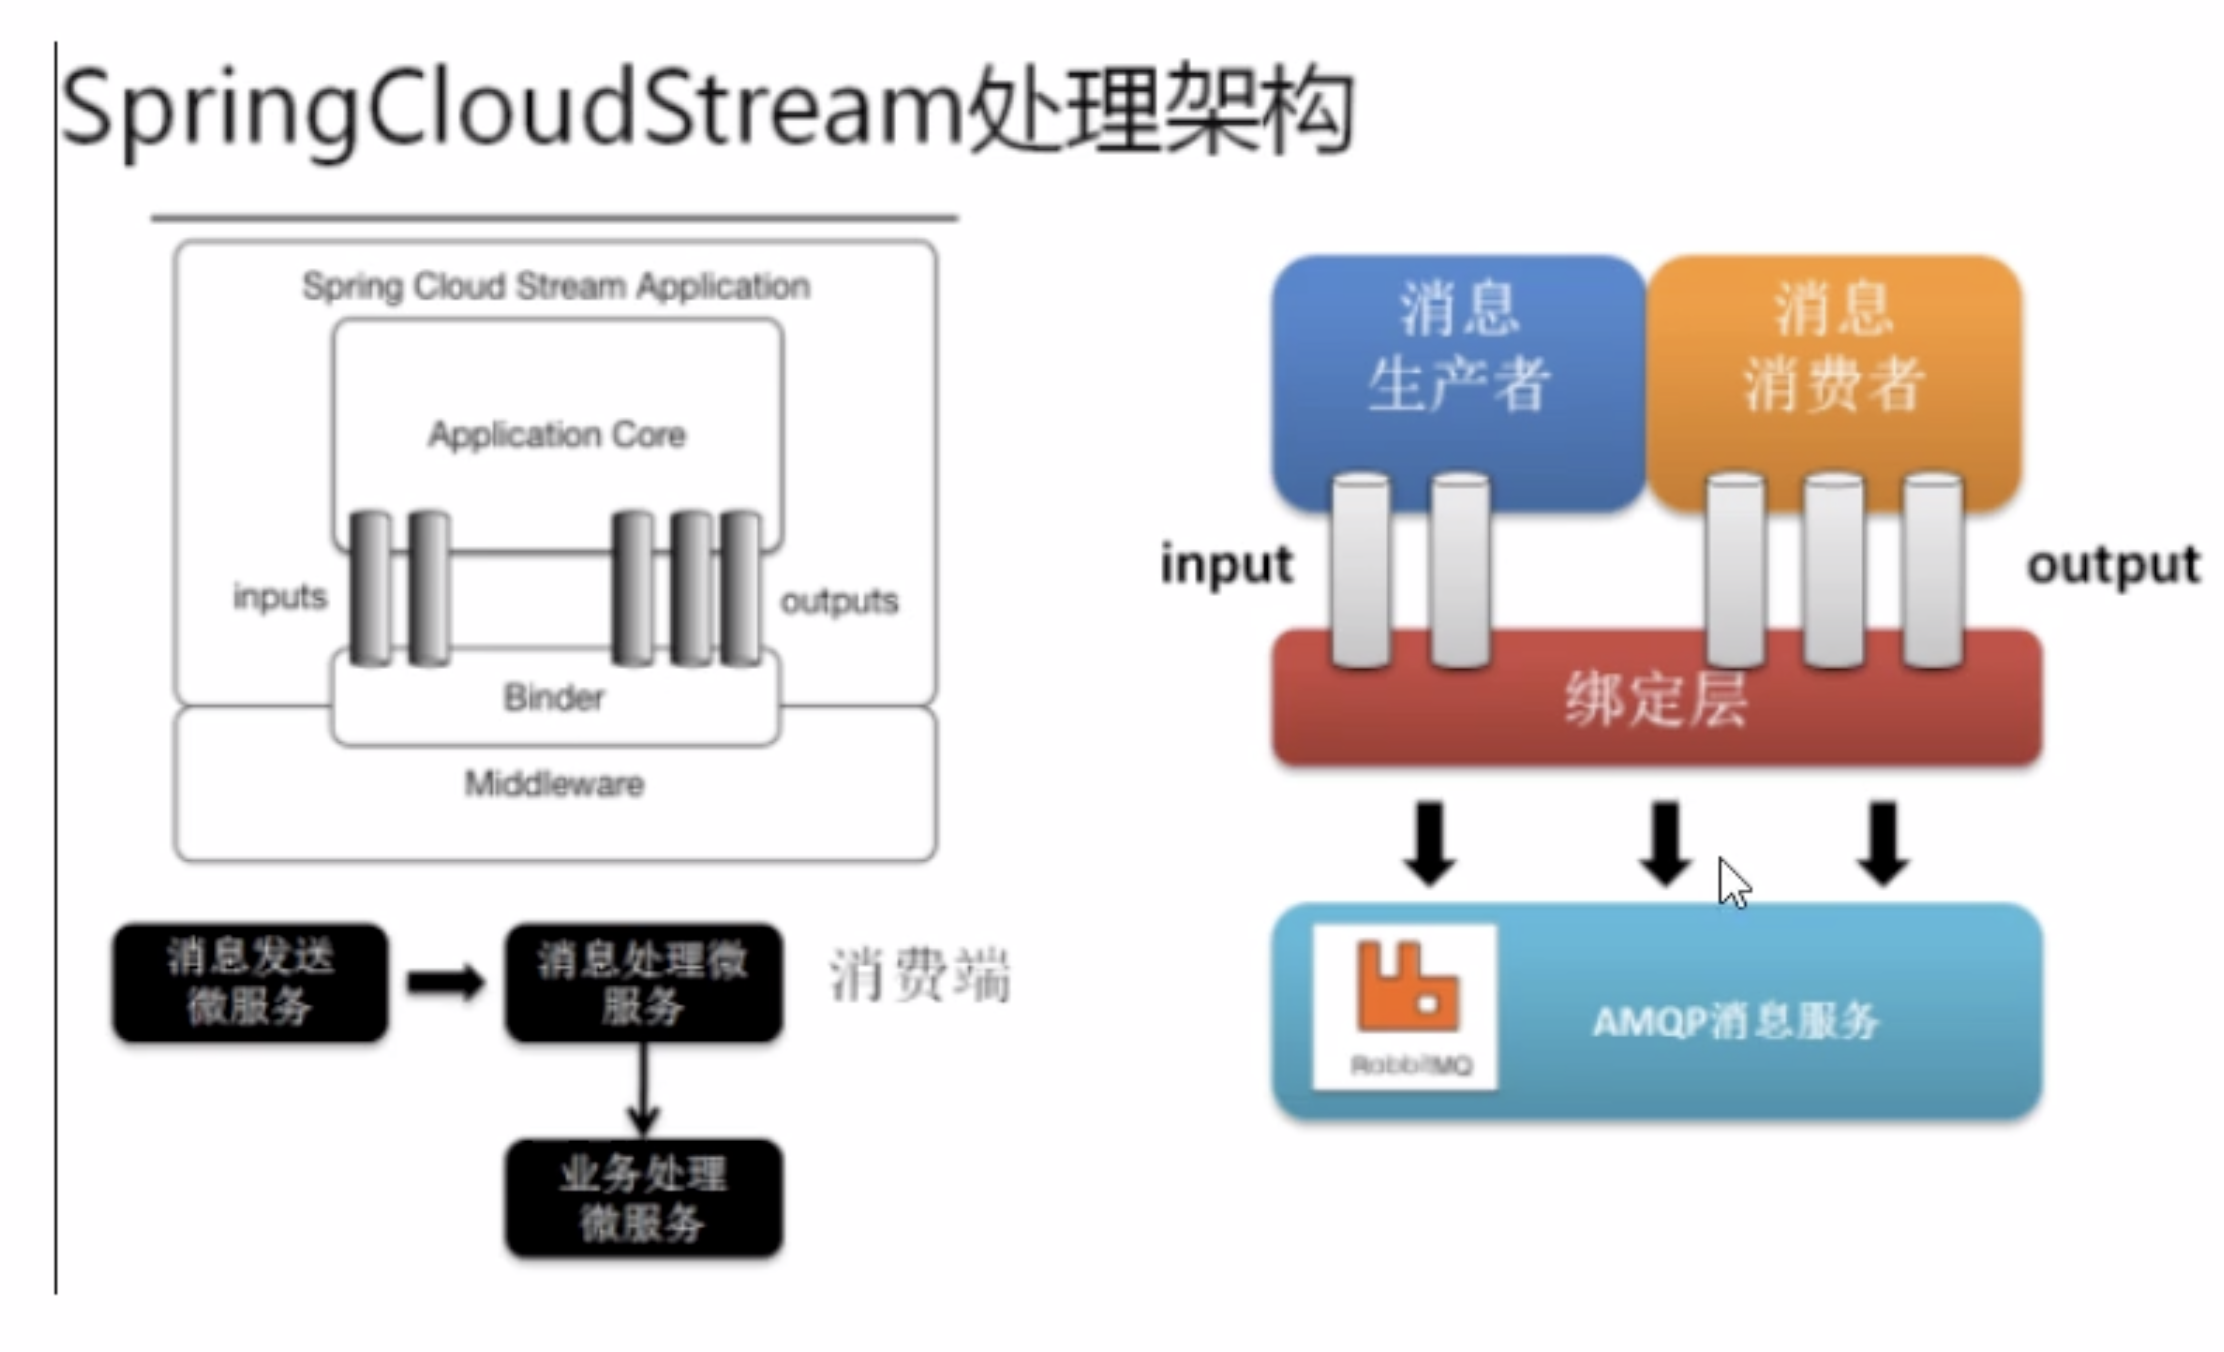 SpringCloudStream处理架构
Spring Cloud Stream Application
Application Core
inputs
outputs
Binder
Middleware
消息发送
微服务
消息处理微
服务
消费端
业务处理
微服务
消息
生产者
消息
消费者
input
output
绑定层
RabbitMQ
AMQP消息服务